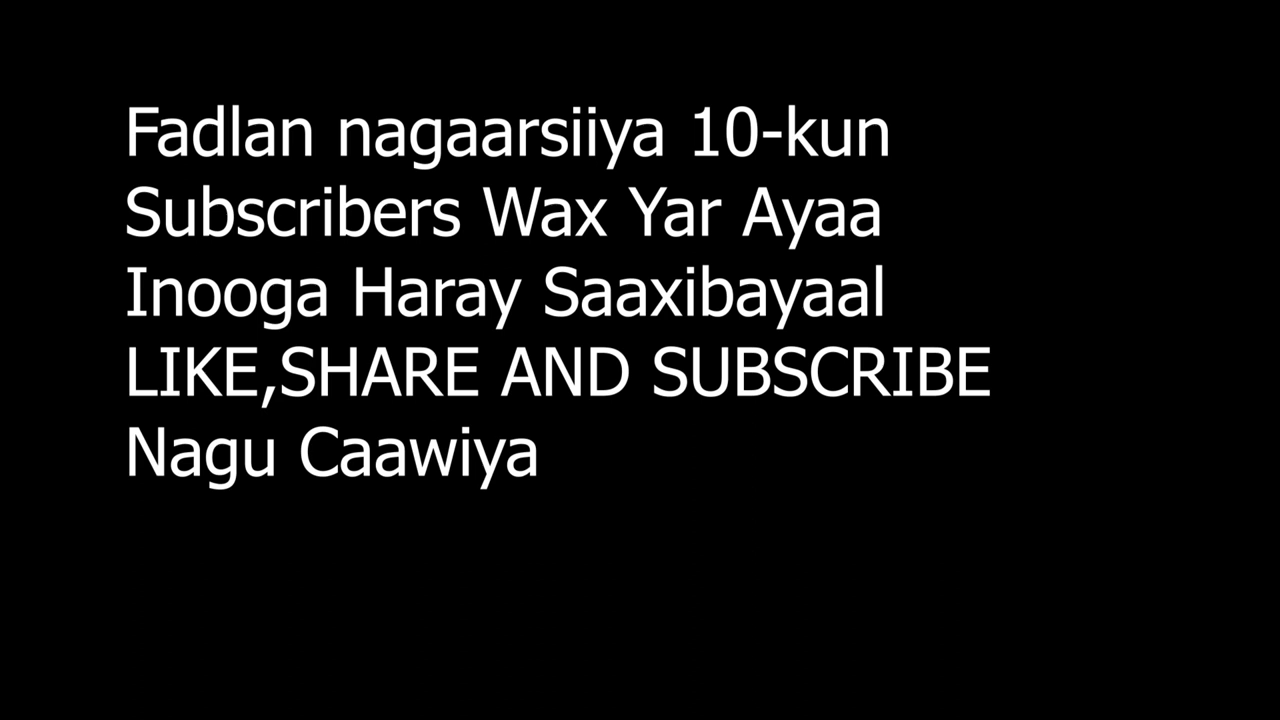 Fadlan nagaarsiiya 10-kun
Subscribers Wax Yar Ayaa
Inooga Haray Saaxibayaal
LIKE,SHARE AND SUBSCRIBE
Nagu Caawiya